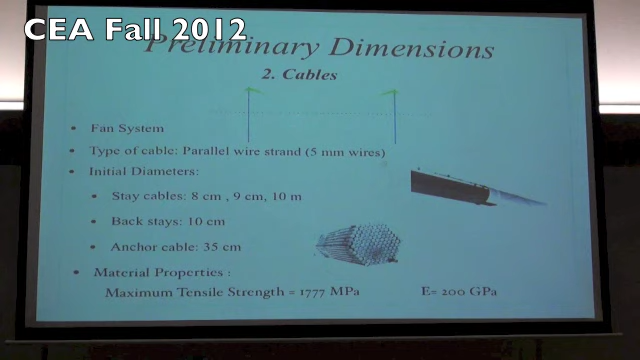 CEA Fall 2012
Preliminary Dimensions
2. Cables
• Fan System
• Type of cable: Parallel wire strand (5 mm wires)
• Initial Diameters:
• Stay cables: 8 cm , 9 cm, 10 m
• Back stays: 10 cm
• Anchor cable: 35 cm
• Material Properties :
Maximum Tensile Strength = 1777 MPa E= 200 GPa